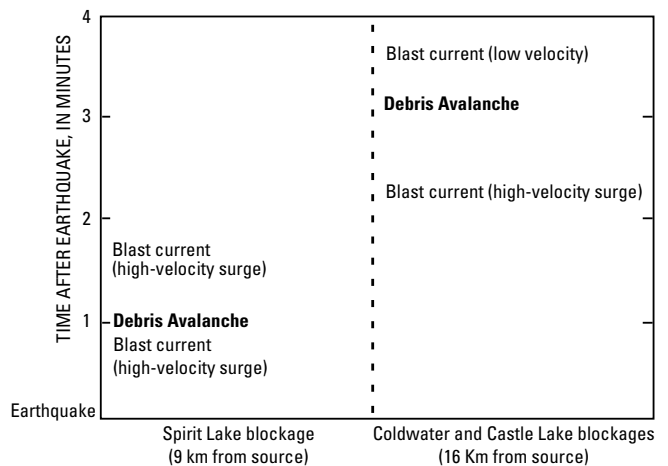 TIME AFTER EARTHQUAKE, IN MINUTES
4
3
2
1
Earthquake
Blast current
(high-velocity surge)
Debris Avalanche
Blast current
(high-velocity surge)
Blast current (low velocity)
Debris Avalanche
Blast current (high-velocity surge)
Spirit Lake blockage
(9 km from source)
Coldwater and Castle Lake blockages
(16 Km from source)